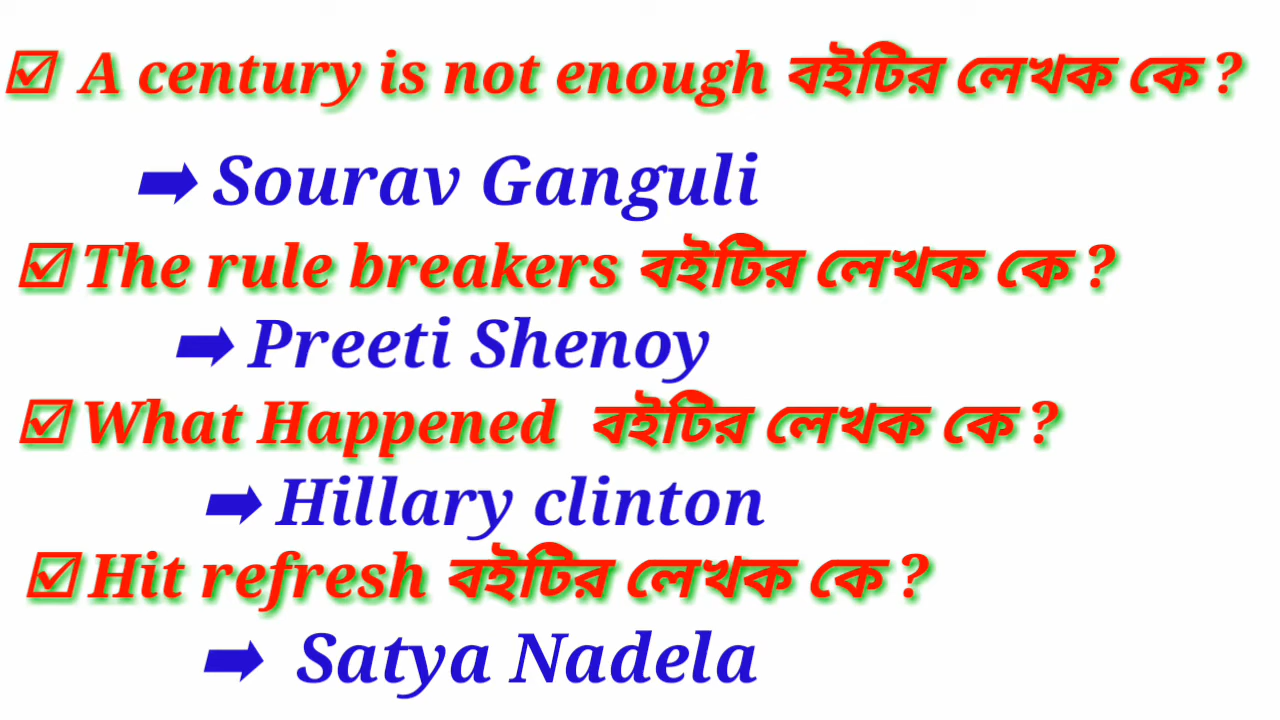 ☑ A century is not enough বইটির লেখক কে ?
➡ Sourav Ganguli
☑ The rule breakers বইটির লেখক কে ?
➡ Preeti Shenoy
☑ What Happened বইটির লেখক কে ?
➡ Hillary clinton
☑ Hit refresh বইটির লেখক কে ?
➡ Satya Nadela